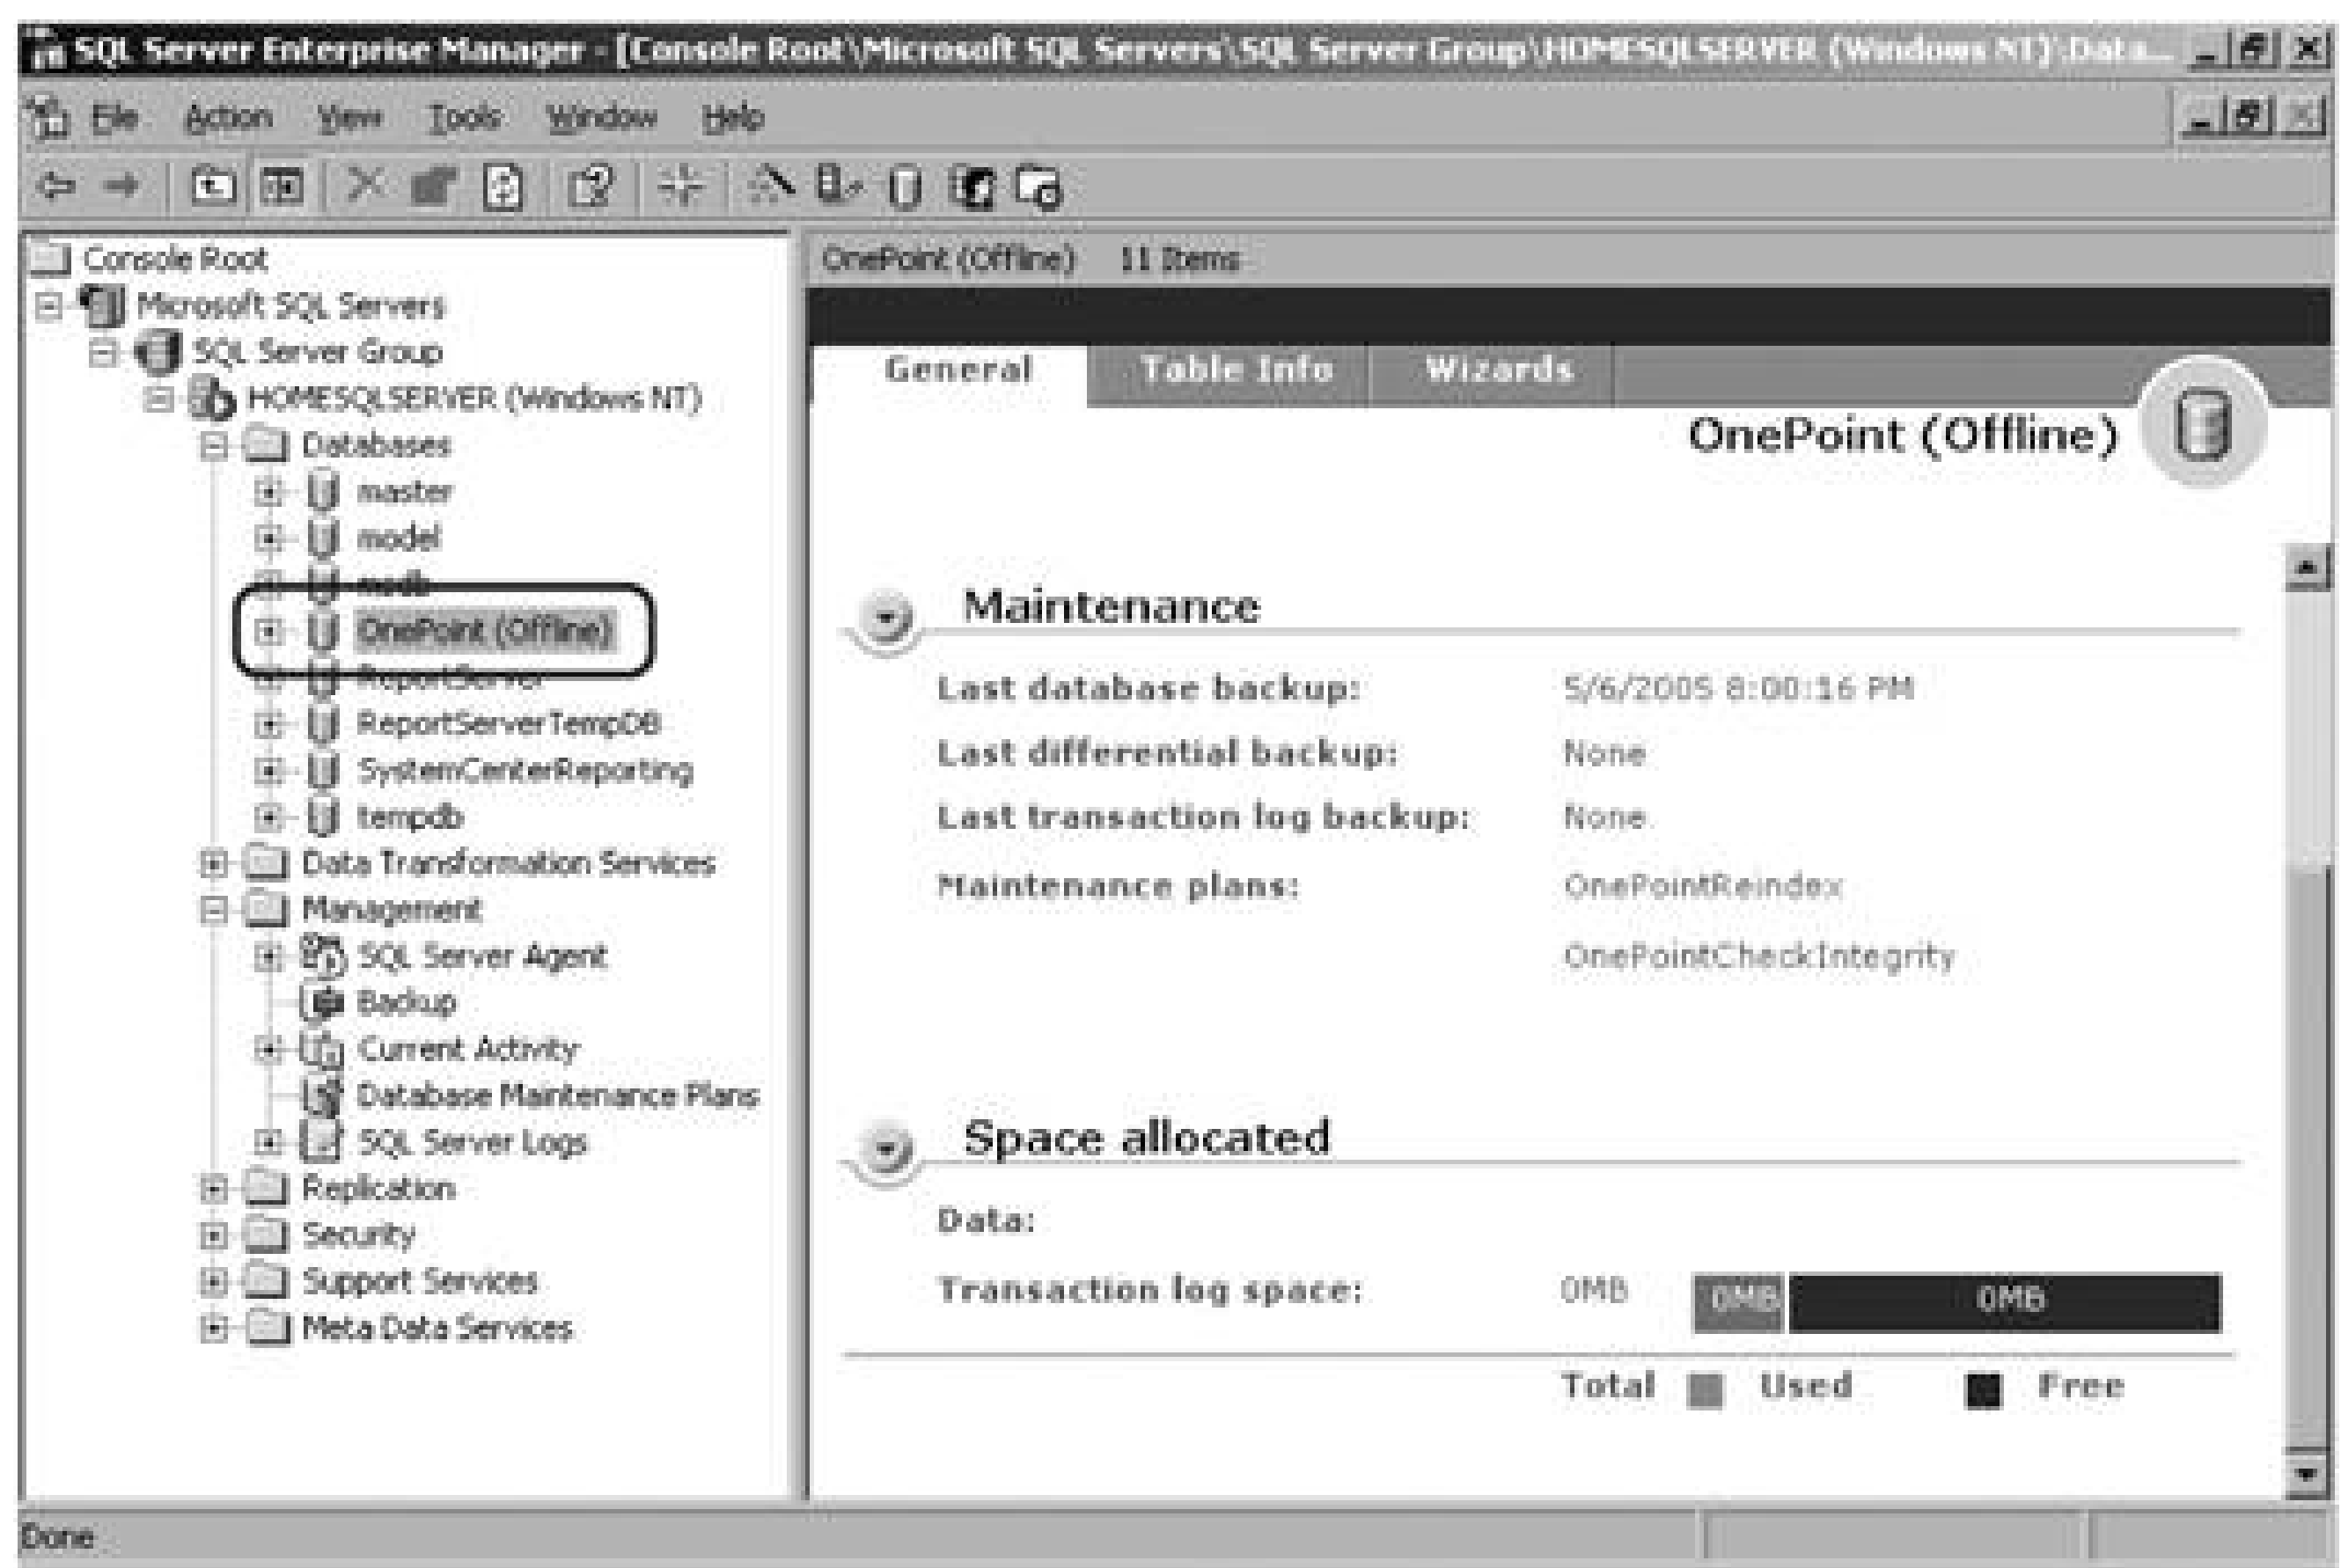 SQL Server Enterprise Manager - [Console Root\Microsoft SQL Servers\SQL Server Group\HOMESQLSERVER (Windows NT)\Data...
File Action View Tools Window Help
Console Root
Microsoft SQL Servers
SQL Server Group
HOMESQLSERVER (Windows NT)
Databases
master
model
msdb
OnePoint (Offline)
ReportServer
ReportServerTempDB
SystemCenterReporting
tempdb
Data Transformation Services
Management
SQL Server Agent
Backup
Current Activity
Database Maintenance Plans
SQL Server Logs
Replication
Security
Support Services
Meta Data Services
OnePoint (Offline) 11 Items
General Table Info Wizards
OnePoint (Offline)
Maintenance
Last database backup: 5/6/2005 8:00:16 PM
Last differential backup: None
Last transaction log backup: None
Maintenance plans: OnePointReindex
OnePointCheckIntegrity
Space allocated
Data:
Transaction log space: 0MB 0MB 0MB
Total Used Free
Done